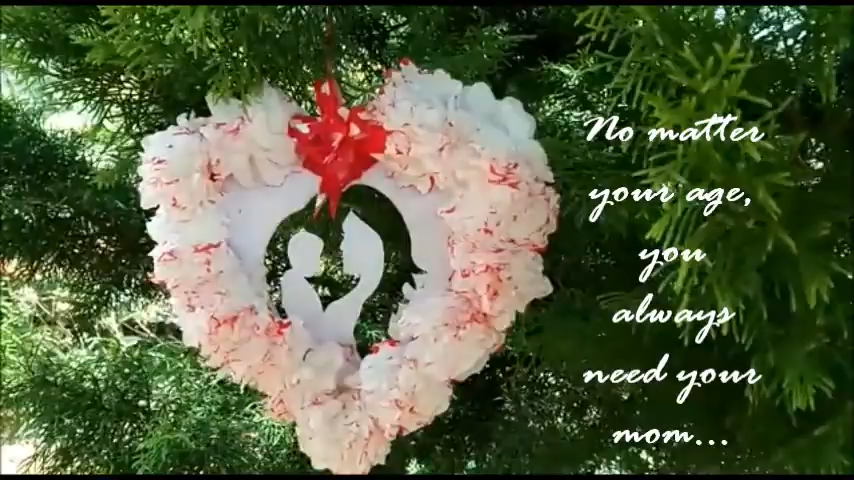 No matter
your age,
you
always
need your
mom...